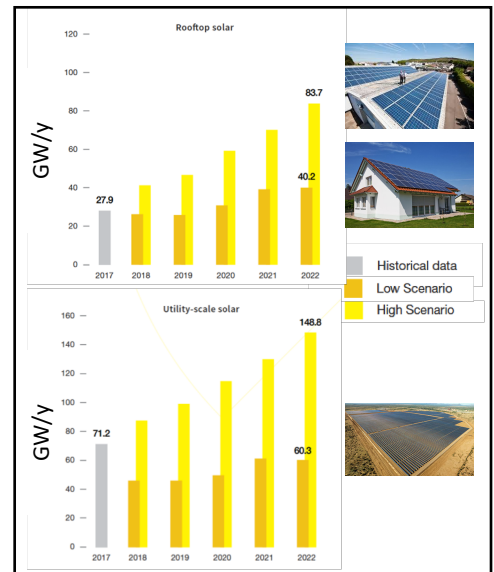 Rooftop solar
120
100
80
60
40
20
0
GW/y
27.9
83.7
40.2
2017 2018 2019 2020 2021 2022
Historical data
Low Scenario
High Scenario
Utility-scale solar
160
140
120
100
80
60
40
20
0
GW/y
71.2
148.8
60.3
2017 2018 2019 2020 2021 2022